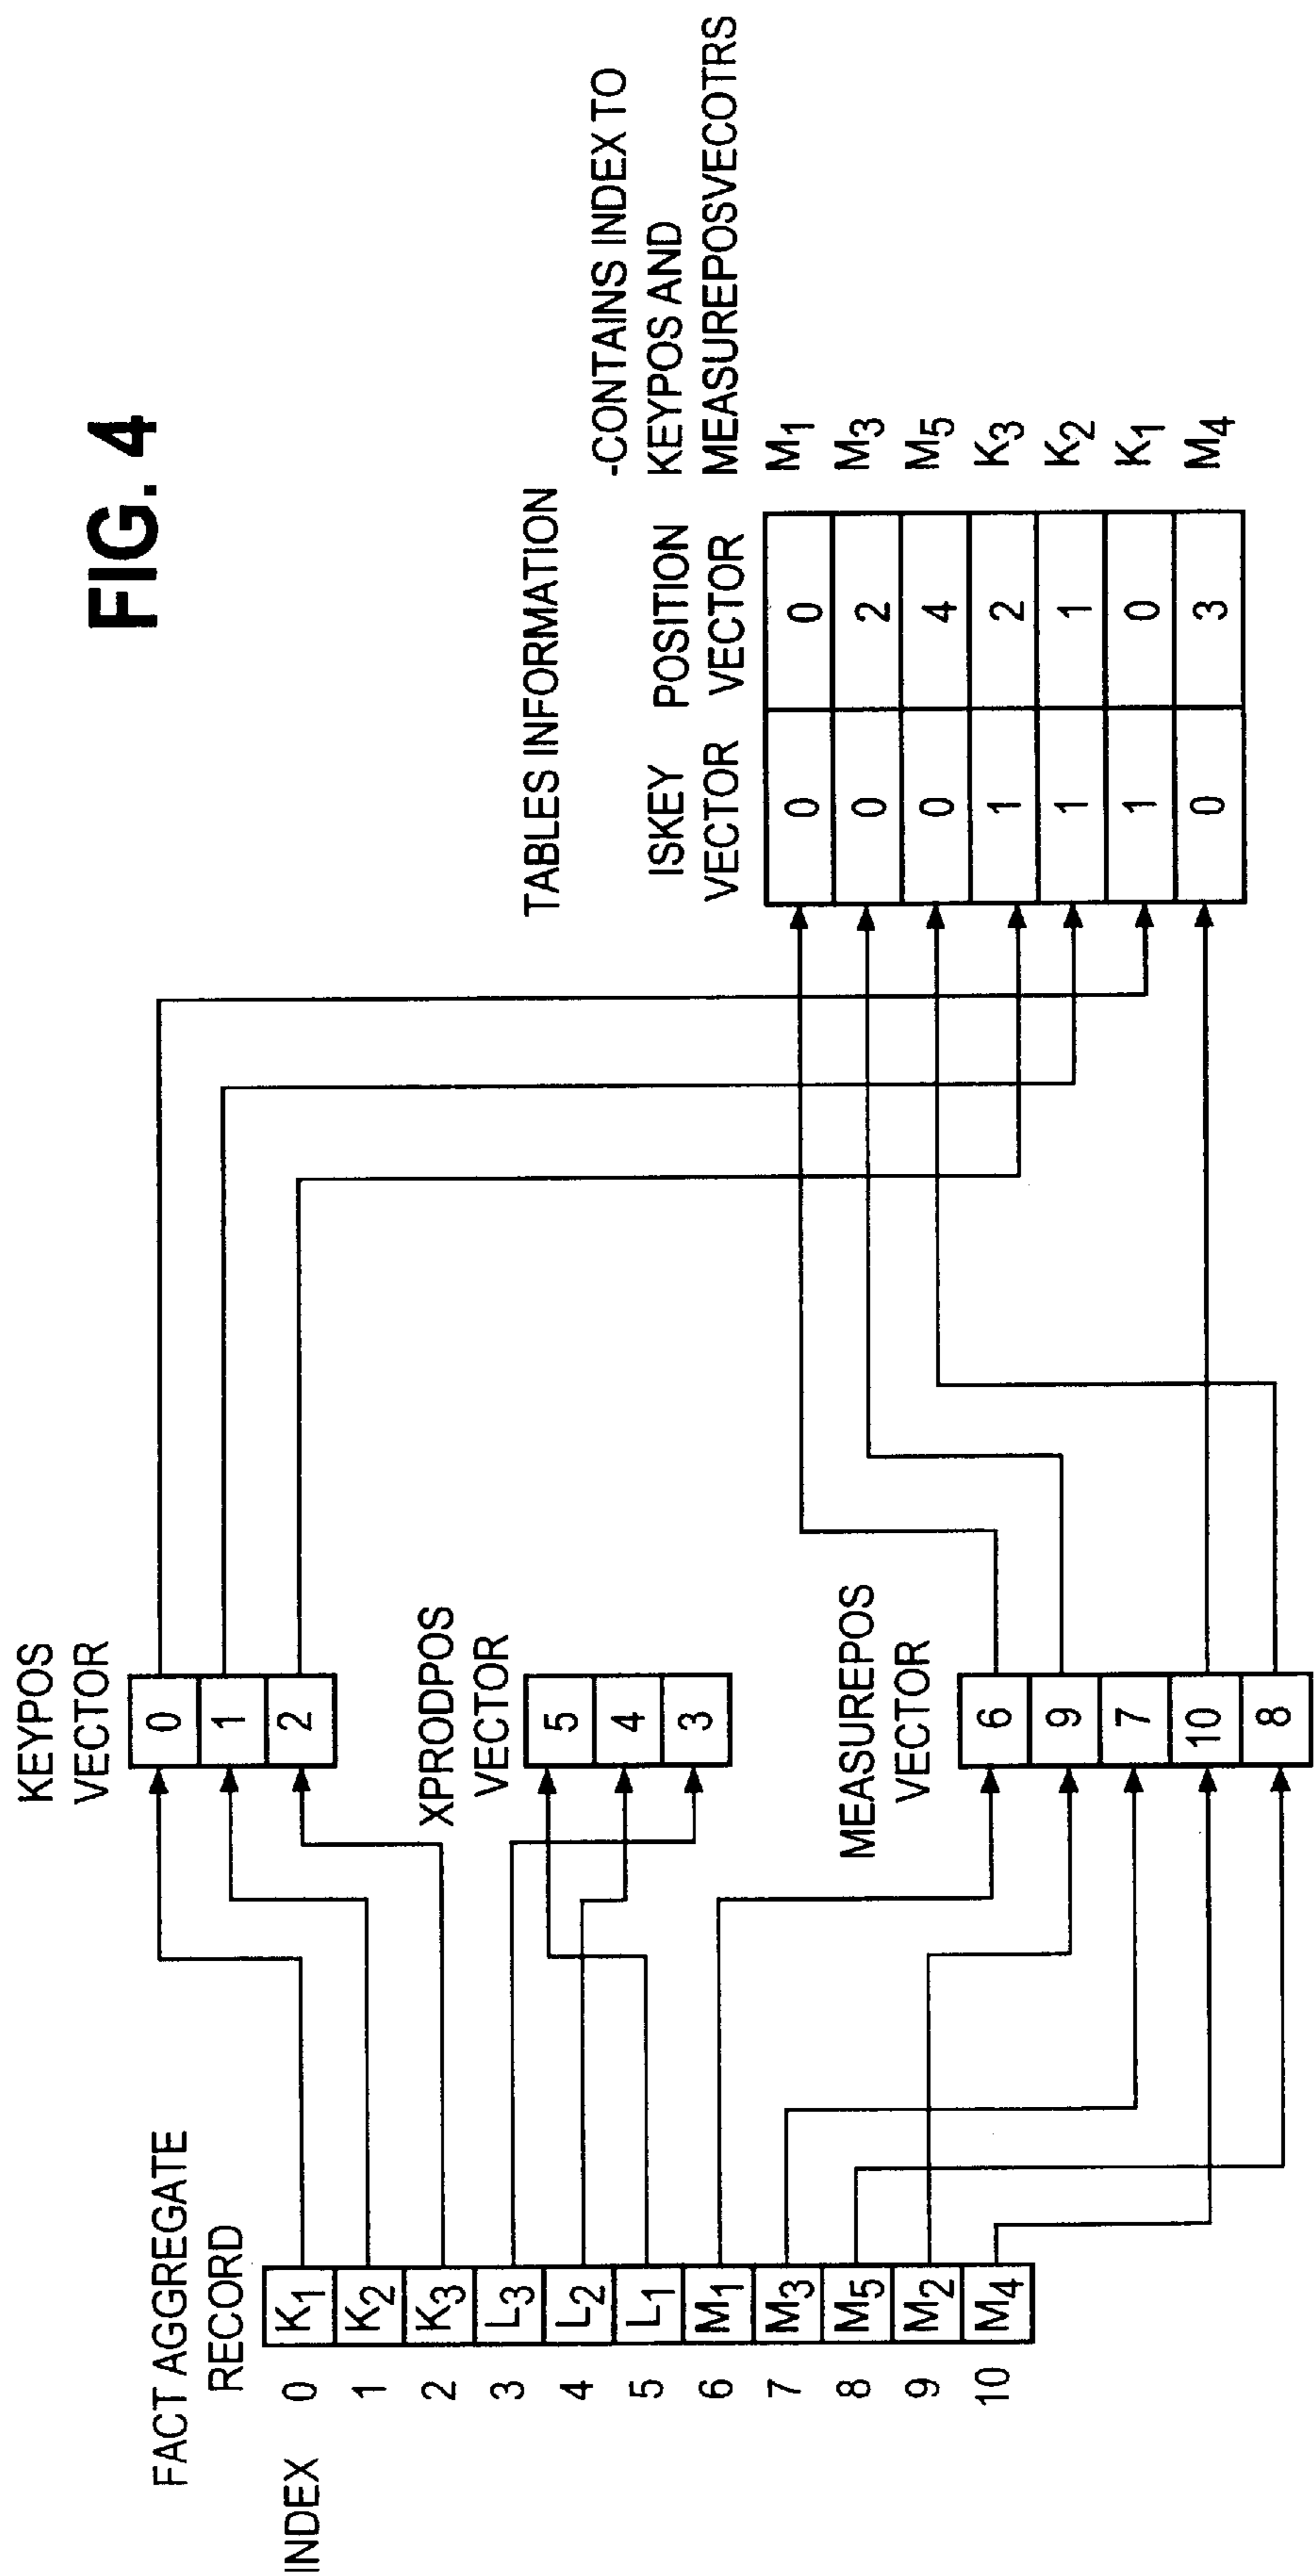 FIG. 4
FACT AGGREGATE
RECORD
INDEX
0 K1
1 K2
2 K3
3 L3
4 L2
5 L1
6 M1
7 M3
8 M5
9 M2
10 M4
KEYPOS
VECTOR
0
1
2
XPRODPOS
VECTOR
5
4
3
MEASUREPOS
VECTOR
6
9
7
10
8
TABLES INFORMATION
ISKEY POSITION
VECTOR VECTOR
-CONTAINS INDEX TO
KEYPOS AND
MEASUREPOSVECOTRS
0 0 M1
0 2 M3
0 4 M5
1 2 K3
1 1 K2
1 0 K1
0 3 M4